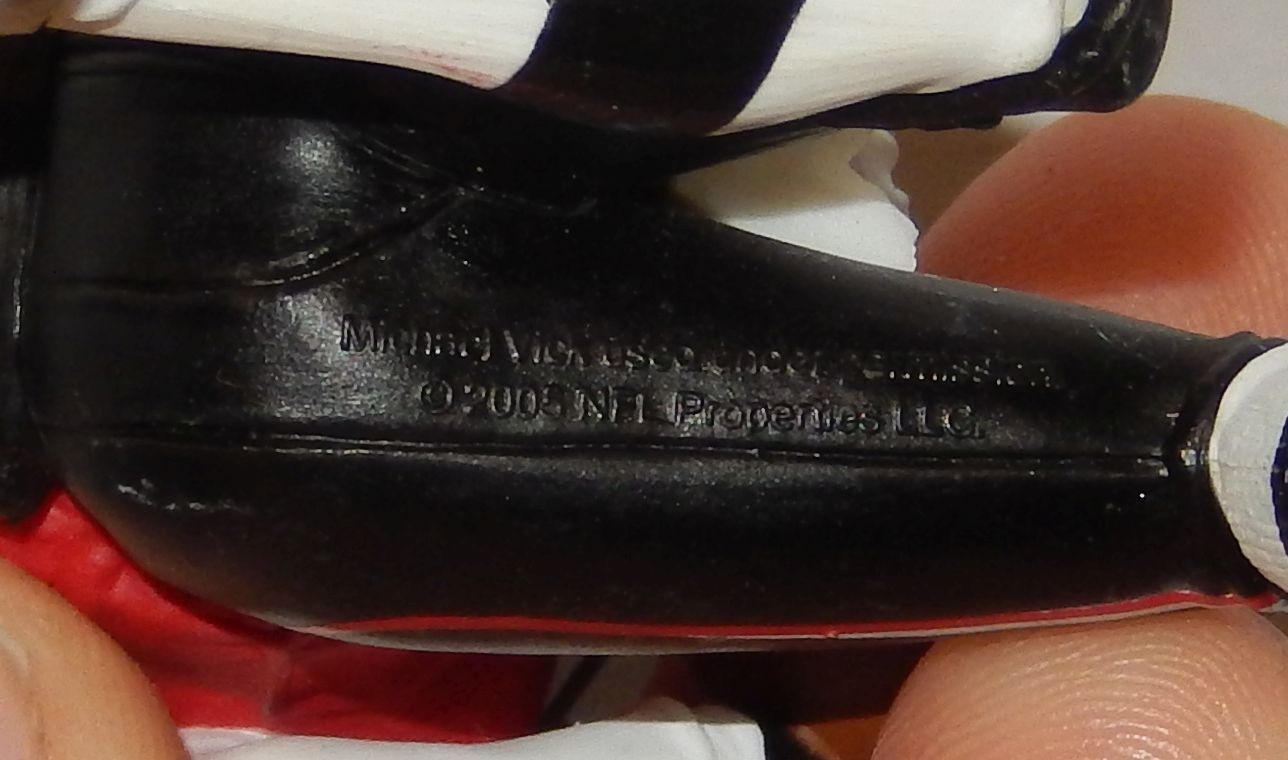 Michael Vick used under permission.
© 2005 NFL Properties LLC.